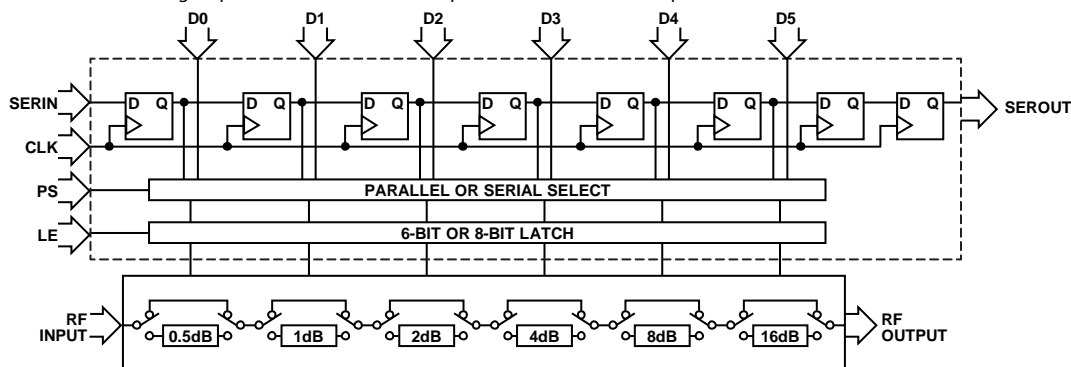 D0 D1 D2 D3 D4 D5
SERIN
D Q D Q D Q D Q D Q D Q D Q D Q
SEROUT
CLK
PS
PARALLEL OR SERIAL SELECT
LE
6-BIT OR 8-BIT LATCH
RF
INPUT
0.5dB 1dB 2dB 4dB 8dB 16dB
RF
OUTPUT